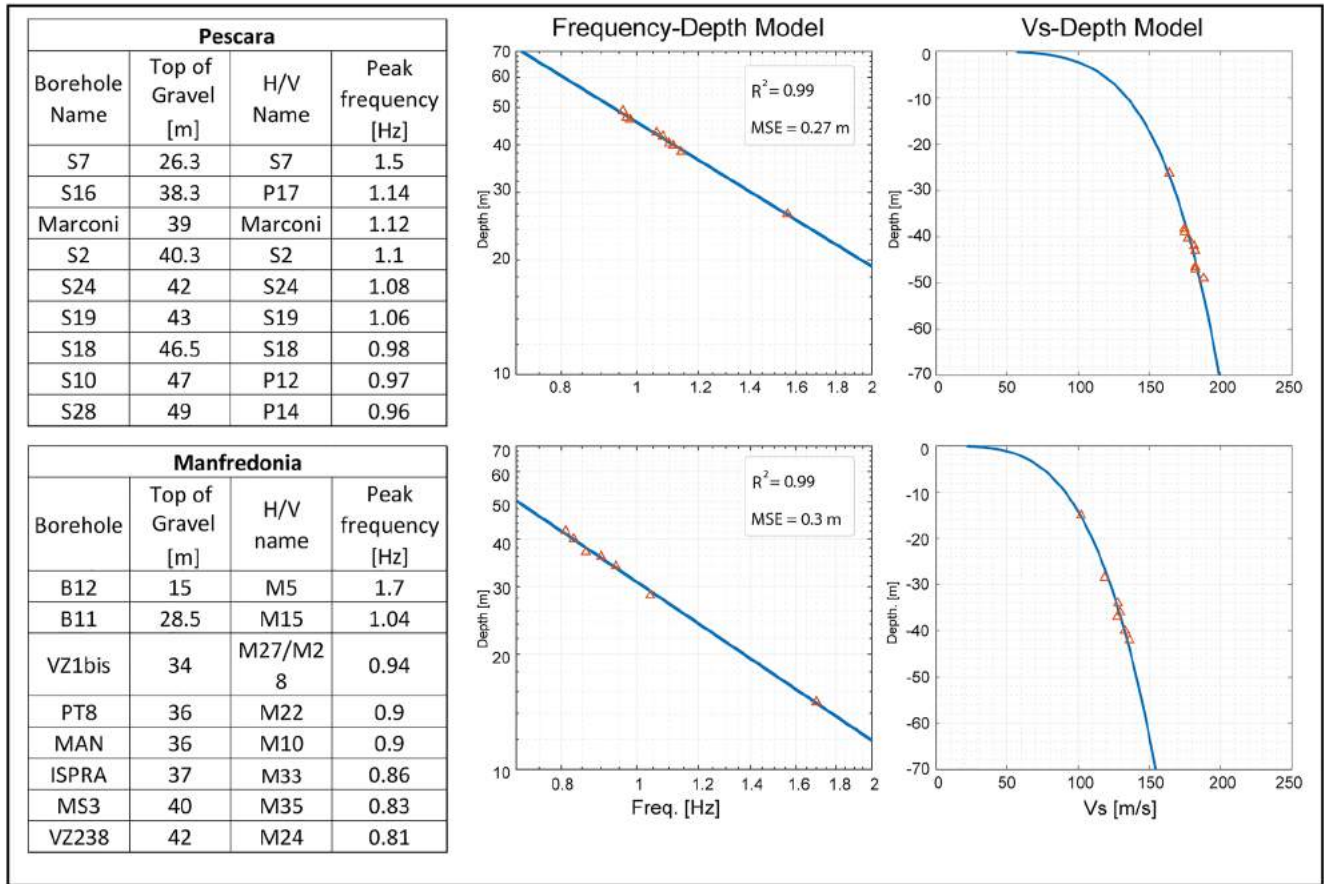 Pescara
Borehole Name Top of Gravel [m] H/V Name Peak frequency [Hz]
S7 26.3 S7 1.5
S16 38.3 P17 1.14
Marconi 39 Marconi 1.12
S2 40.3 S2 1.1
S24 42 S24 1.08
S19 43 S19 1.06
S18 46.5 S18 0.98
S10 47 P12 0.97
S28 49 P14 0.96
Frequency-Depth Model
R² = 0.99
MSE = 0.27 m
Depth [m]
70
60
50
40
30
20
10
0.8 1 1.2 1.4 1.6 1.8 2
Vs-Depth Model
Depth [m]
0
-10
-20
-30
-40
-50
-60
-70
0 50 100 150 200 250
Manfredonia
Borehole Top of Gravel [m] H/V name Peak frequency [Hz]
B12 15 M5 1.7
B11 28.5 M15 1.04
VZ1bis 34 M27/M2
8 0.94
PT8 36 M22 0.9
MAN 36 M10 0.9
ISPRA 37 M33 0.86
MS3 40 M35 0.83
VZ238 42 M24 0.81
R² = 0.99
MSE = 0.3 m
Depth [m]
70
60
50
40
30
20
10
0.8 1 1.2 1.4 1.6 1.8 2
Freq. [Hz]
Depth. [m]
0
-10
-20
-30
-40
-50
-60
-70
0 50 100 150 200 250
Vs [m/s]